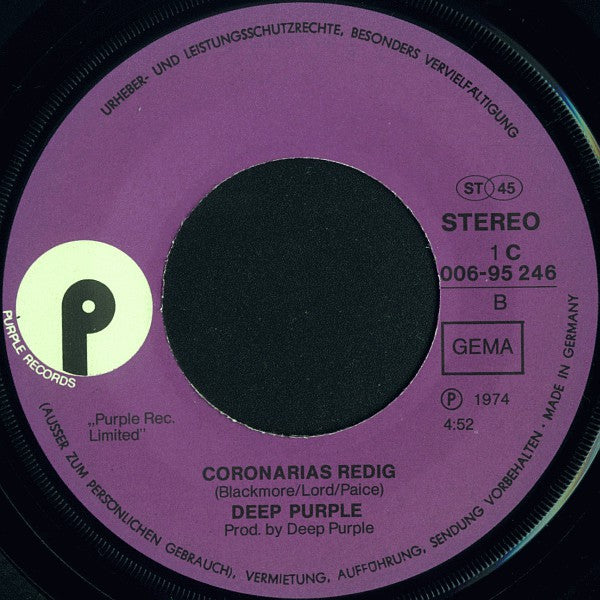 URHEBER- UND LEISTUNGSSCHUTZRECHTE, BESONDERS VERVIELFÄLTIGUNG
ST 45
STEREO
1 C
006-95 246
B
GEMA
℗ 1974
4:52
p
PURPLE RECORDS
„Purple Rec.
Limited"
CORONARIAS REDIG
(Blackmore/Lord/Paice)
DEEP PURPLE
Prod. by Deep Purple
(AUSSER ZUM PERSÖNLICHEN GEBRAUCH), VERMIETUNG, AUFFÜHRUNG, SENDUNG VORBEHALTEN · MADE IN GERMANY